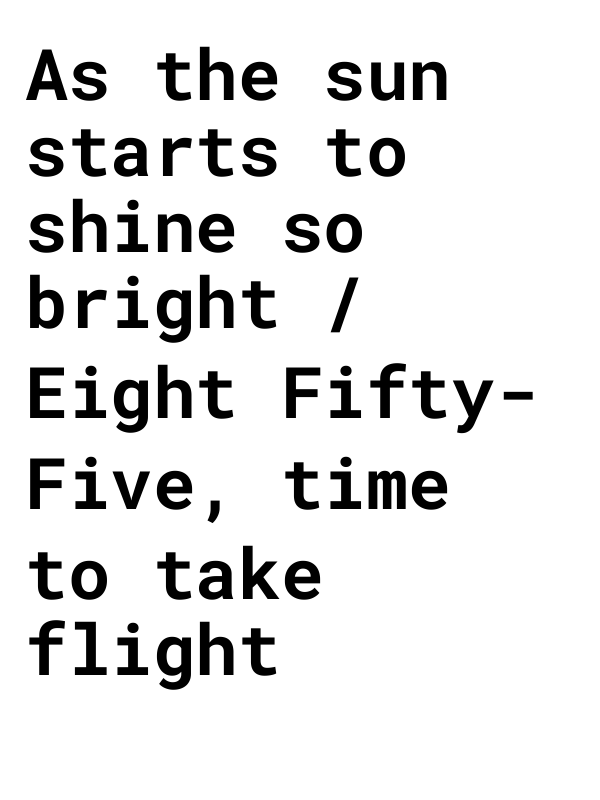 As the sun
starts to
shine so
bright /
Eight Fifty-
Five, time
to take
flight